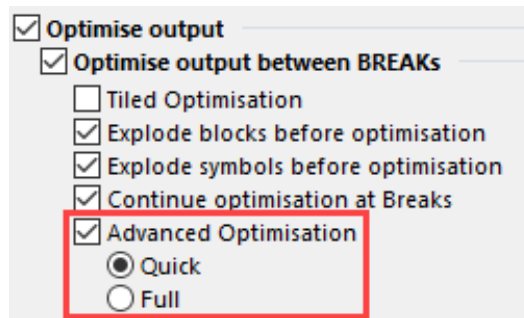 Optimise output
Optimise output between BREAKs
Tiled Optimisation
Explode blocks before optimisation
Explode symbols before optimisation
Continue optimisation at Breaks
Advanced Optimisation
Quick
Full